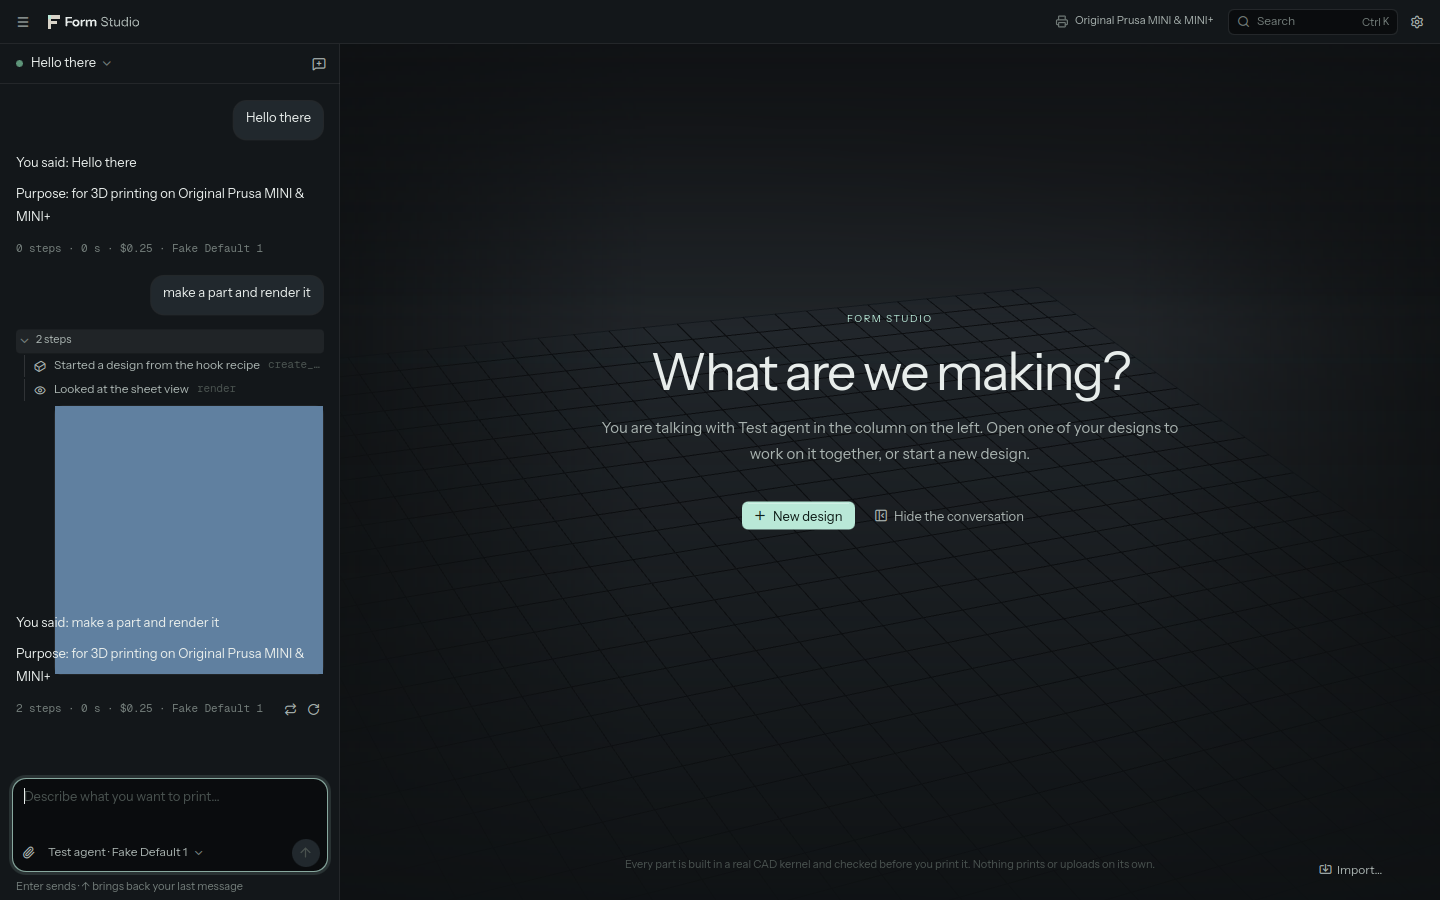 Form Studio
Original Prusa MINI & MINI+
Search
Ctrl K
Hello there
Hello there
You said: Hello there
Purpose: for 3D printing on Original Prusa MINI &
MINI+
0 steps · 0 s · $0.25 · Fake Default 1
make a part and render it
2 steps
Started a design from the hook recipe create_…
Looked at the sheet view render
You said: make a part and render it
Purpose: for 3D printing on Original Prusa MINI &
MINI+
2 steps · 0 s · $0.25 · Fake Default 1
Describe what you want to print…
Test agent · Fake Default 1
Enter sends · ↑ brings back your last message
FORM STUDIO
What are we making?
You are talking with Test agent in the column on the left. Open one of your designs to
work on it together, or start a new design.
New design
Hide the conversation
Every part is built in a real CAD kernel and checked before you print it. Nothing prints or uploads on its own.
Import…